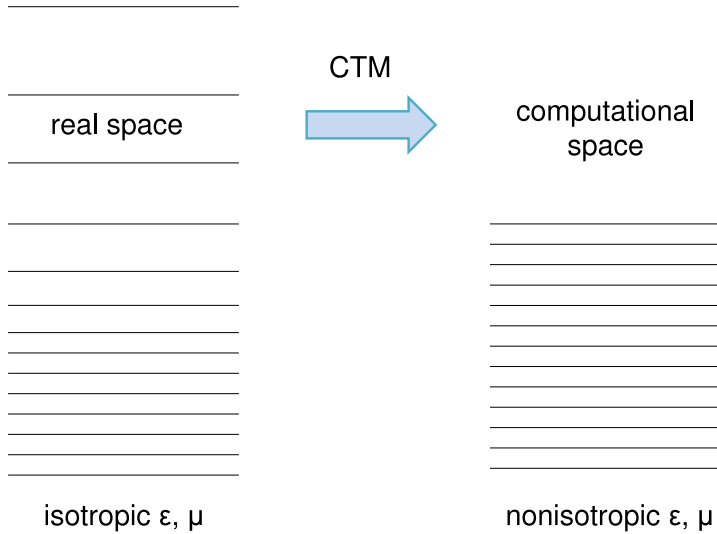 CTM
real space
computational
space
isotropic ε, μ
nonisotropic ε, μ